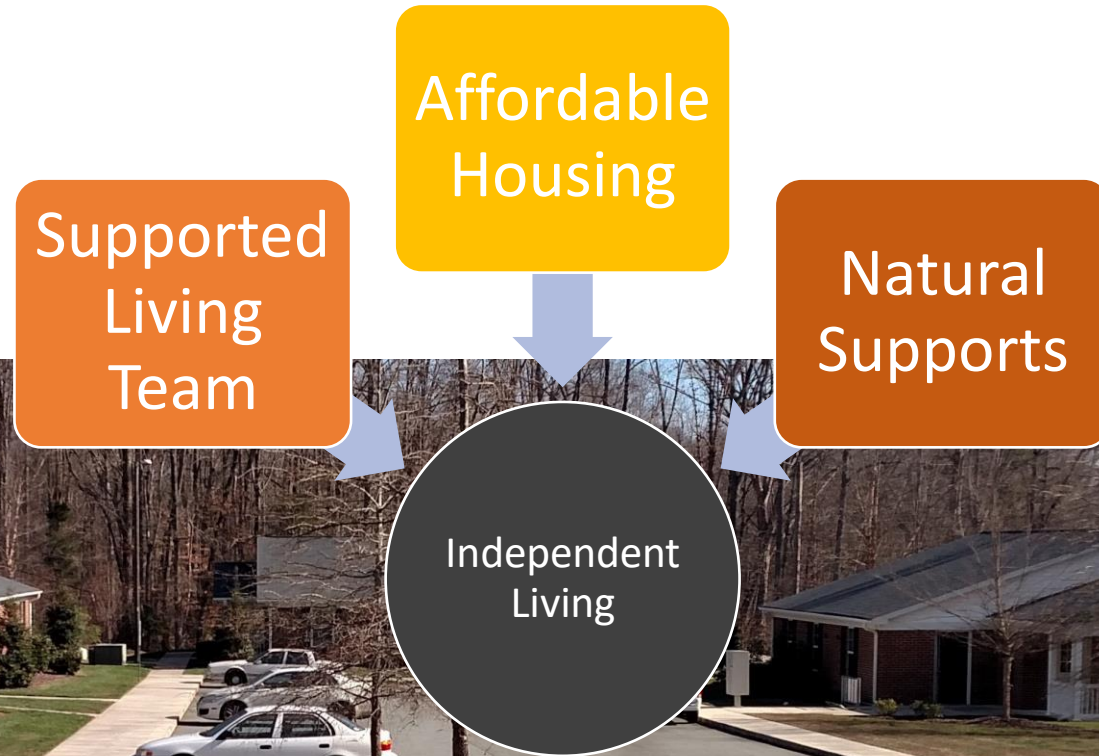 Affordable
Housing
Supported
Living
Team
Natural
Supports
Independent
Living